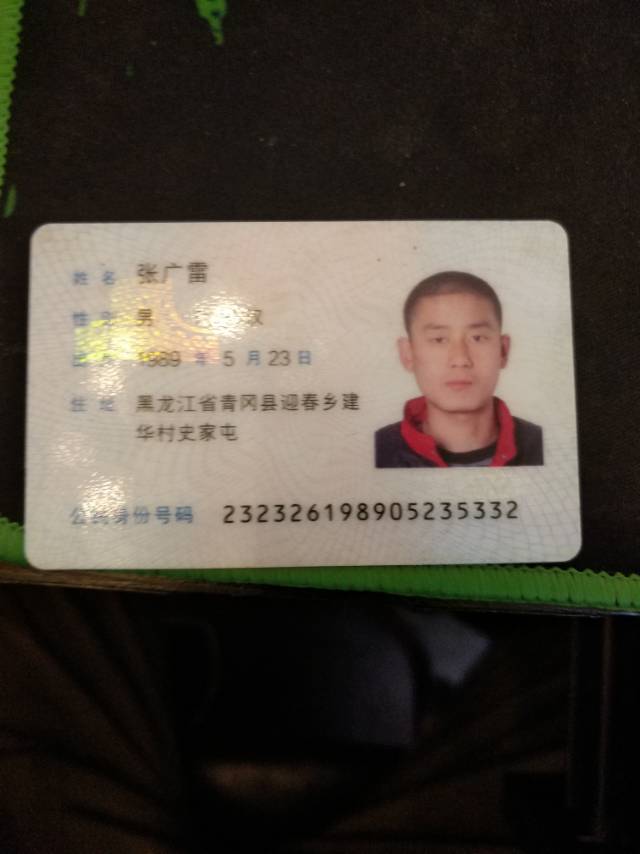 姓 名 张广雷
性 别 男 汉
出 生 1989 年 5 月 23 日
住 址 黑龙江省青冈县迎春乡建
华村史家屯
公民身份号码 232326198905235332